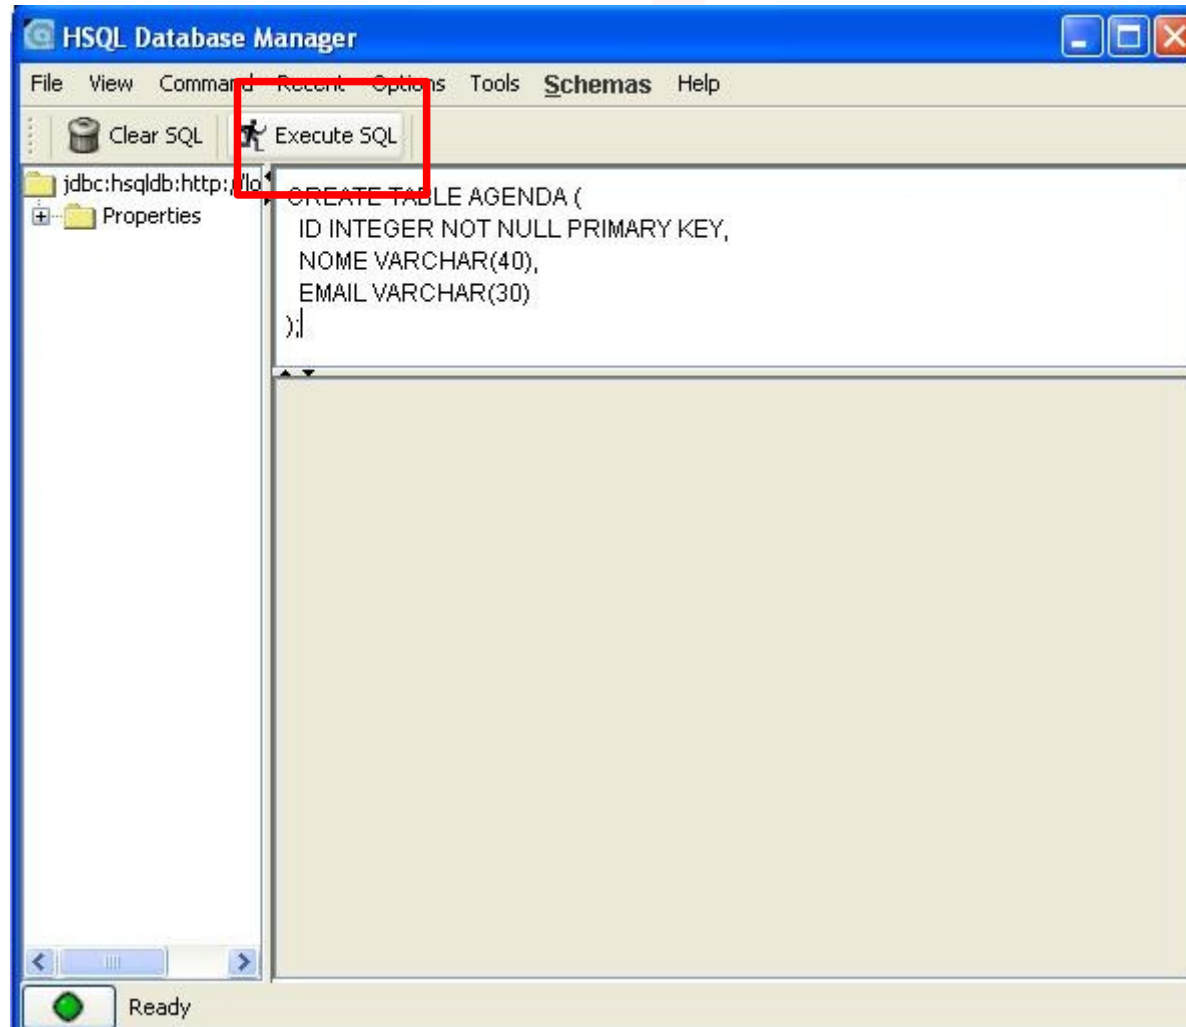 HSQL Database Manager
File View Command Recent Options Tools Schemas Help
Clear SQL Execute SQL
jdbc:hsqldb:http://lo
Properties
CREATE TABLE AGENDA (
ID INTEGER NOT NULL PRIMARY KEY,
NOME VARCHAR(40),
EMAIL VARCHAR(30)
);
Ready